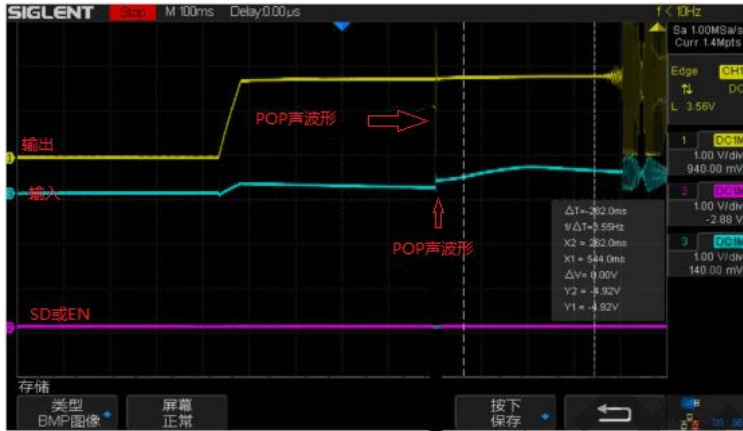 SIGLENT Stop M 100ms Delay:0.00μs f < 10Hz
Sa 1.00MSa/s
Curr 1.4Mpts
Edge CH1
DC
L 3.56V
POP声波形
输出
1 DC1M
1.00 V/div
940.00 mV
输入
2 DC1M
1.00 V/div
-2.88 V
POP声波形
3 DC1M
1.00 V/div
140.00 mV
△T=-282.0ms
1/△T=3.55Hz
X2 = 262.0ms
X1 = 544.0ms
△V= 0.00V
Y2 = -4.92V
Y1 = -4.92V
SD或EN
存储
类型
BMP图像
屏幕
正常
按下
保存